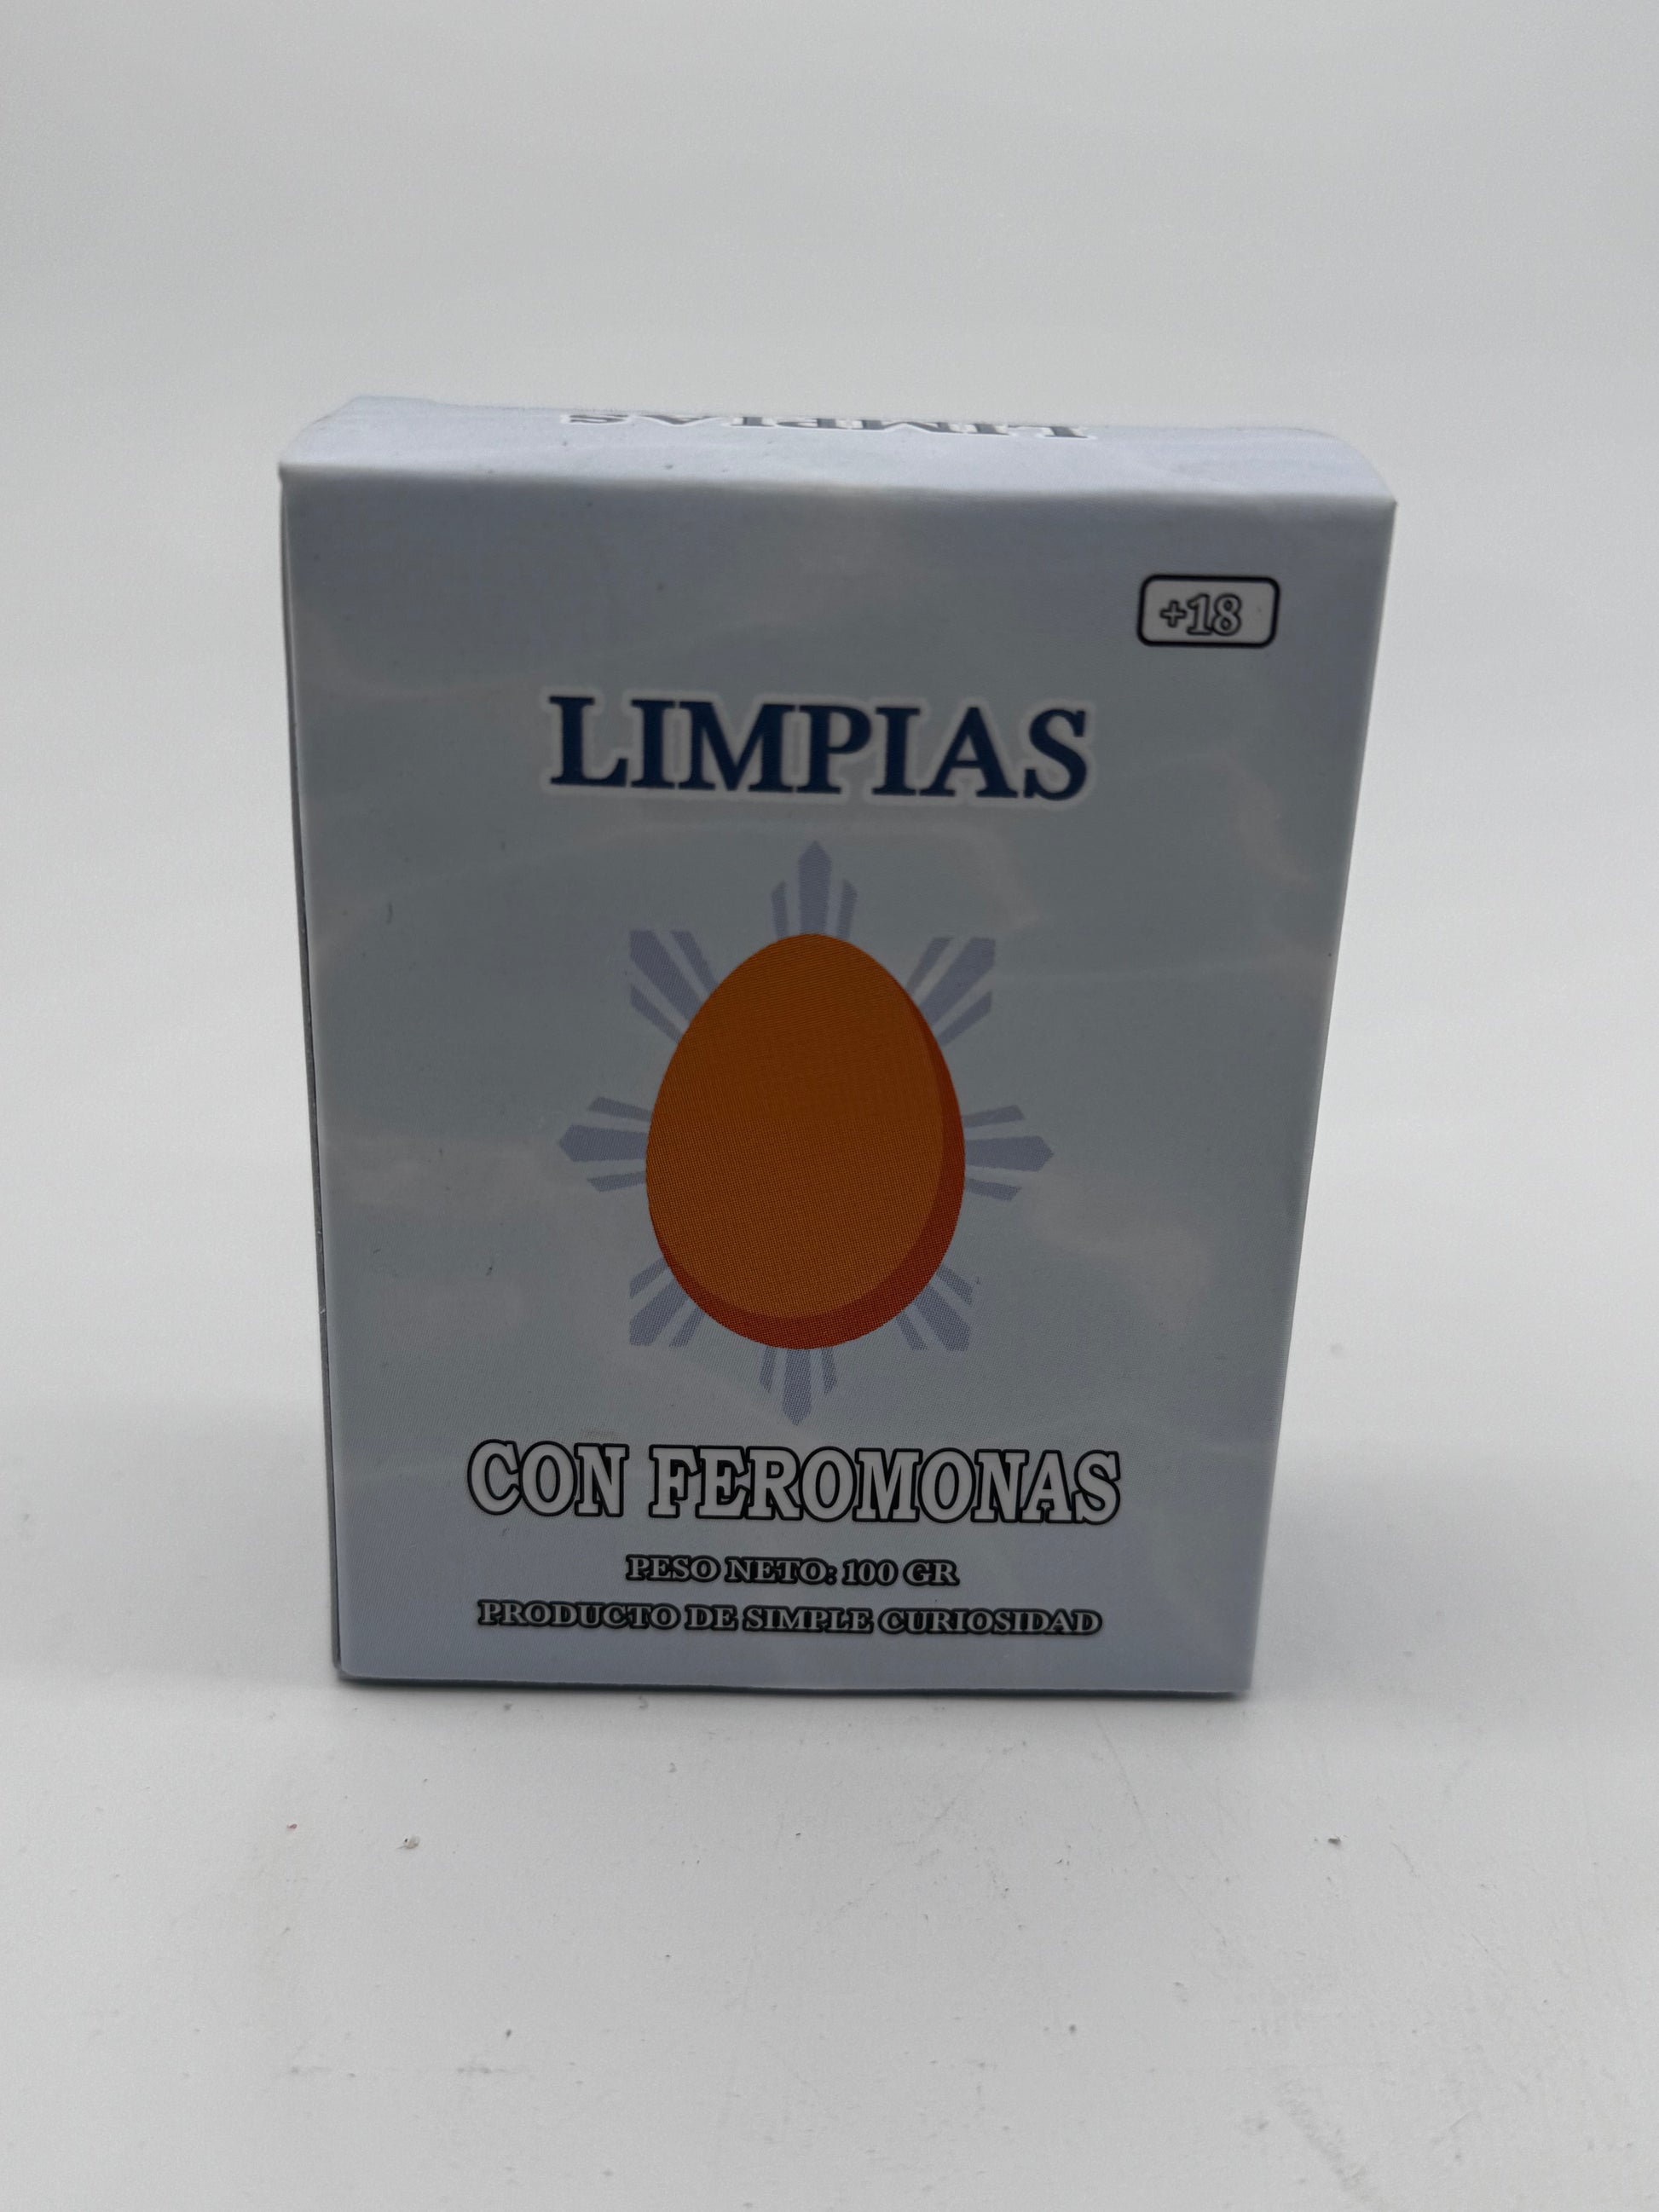 LIMPIAS
+18
LIMPIAS
CON FEROMONAS
PESO NETO: 100 GR
PRODUCTO DE SIMPLE CURIOSIDAD